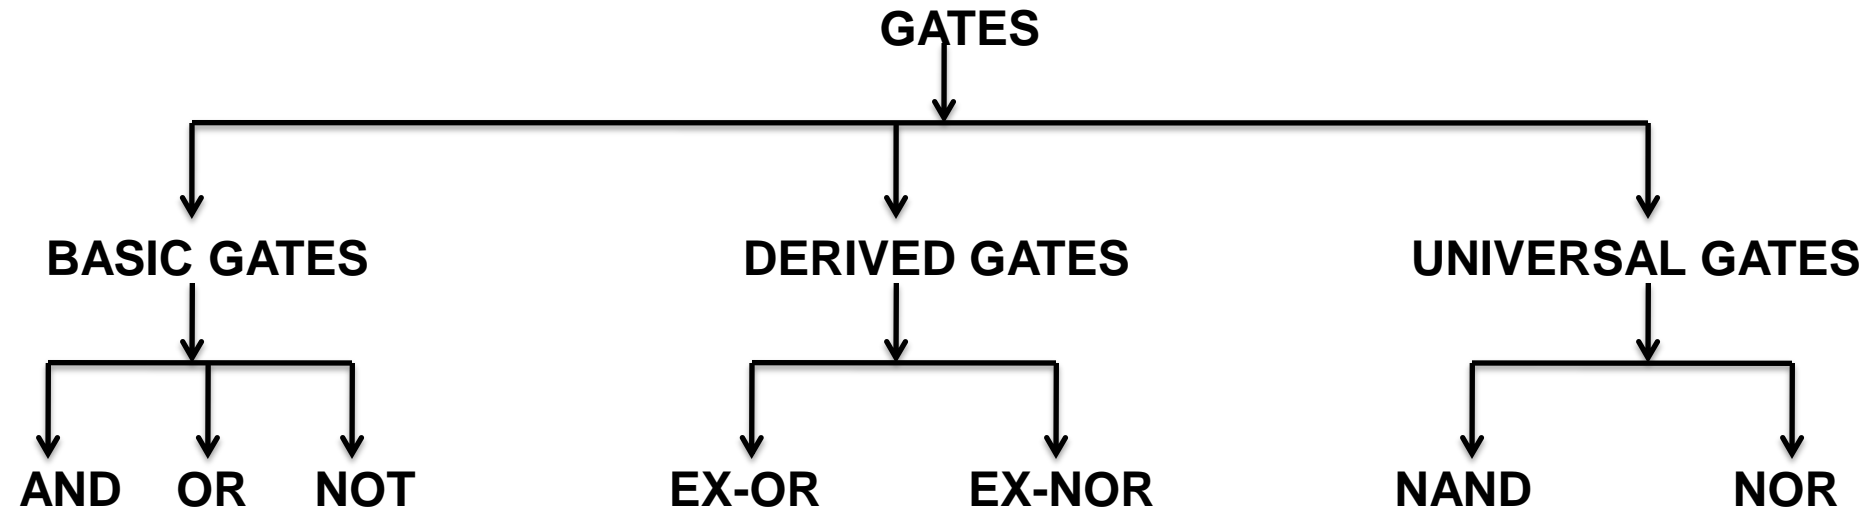 GATES
BASIC GATES DERIVED GATES UNIVERSAL GATES
AND OR NOT EX-OR EX-NOR NAND NOR